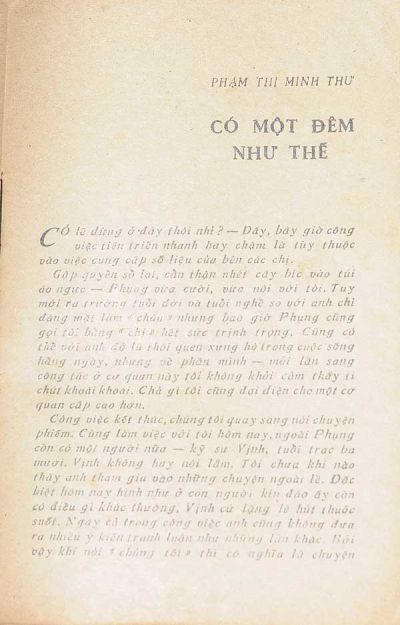 PHẠM THỊ MINH THƯ
CÓ MỘT ĐÊM
NHƯ THẾ
CÓ lẽ dừng ở đây thôi nhỉ? — Đấy, bây giờ công
việc tiến triển nhanh hay chậm là tùy thuộc
vào việc cung cấp số liệu của bên các chị.
Gấp quyển sổ lại, cẩn thận nhét cây bíc vào túi
áo ngực — Phụng vừa cười, vừa nói với tôi. Tuy
mới ra trường tuổi đời và tuổi nghề so với anh chỉ
đáng mặt làm « cháu » nhưng bao giờ Phụng cũng
gọi tôi bằng « chị » hết sức trịnh trọng. Cũng có
thể với anh đó là thói quen xưng hô trong cuộc sống
hằng ngày, nhưng về phần mình — mỗi lần sang
công tác ở cơ quan này tôi không khỏi cảm thấy tí
chút khoai khoái. Chả gì tôi cũng đại diện cho một cơ
quan cấp cao hơn.
Công việc kết thúc, chúng tôi quay sang nói chuyện
phiếm. Cùng làm việc với tôi hôm nay, ngoài Phụng
còn có một người nữa — kỹ sư Vịnh, tuổi trạc ba
mươi. Vịnh không hay nói lắm. Tôi chưa khi nào
thấy anh tham gia vào những chuyện ngoài lề. Đặc
biệt hôm nay hình như ở con người kín đáo ấy còn
có điều gì khác thường. Vịnh cứ lặng lẽ hút thuốc
suốt. Ngay cả trong công việc anh cũng không đưa
ra nhiều ý kiến tranh luận như những lần khác. Bởi
vậy khi nói « chúng tôi » thì có nghĩa là chuyện